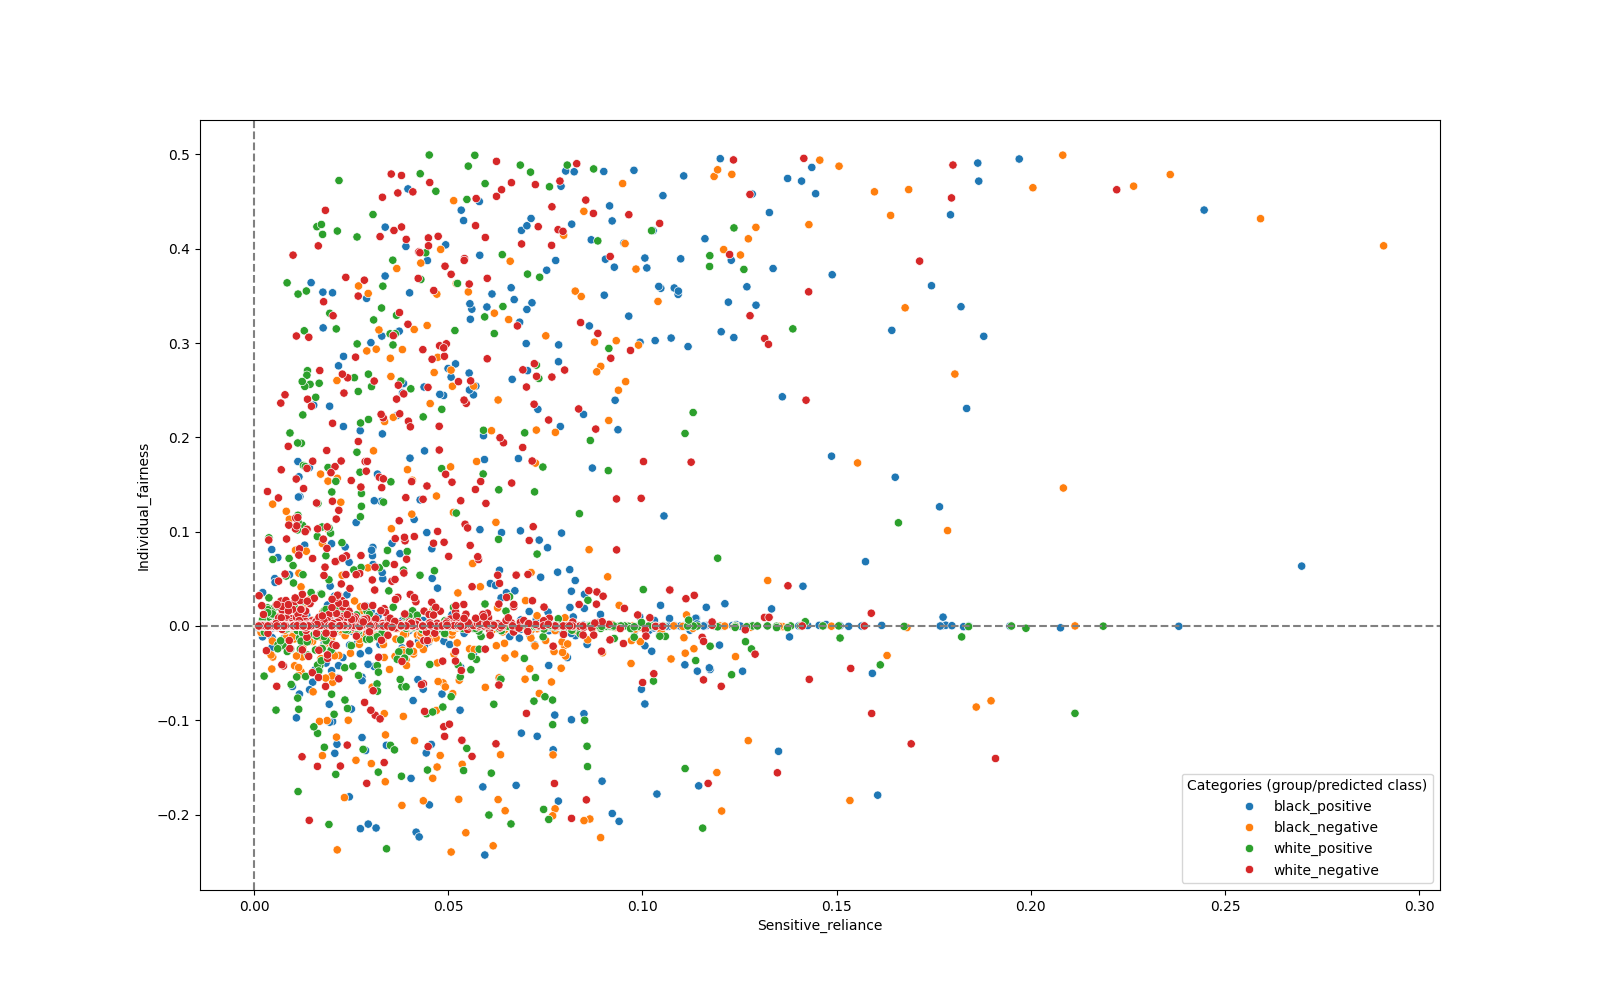 0.5
0.4
0.3
0.2
0.1
0.0
−0.1
−0.2
Individual_fairness
0.00 0.05 0.10 0.15 0.20 0.25 0.30
Sensitive_reliance
Categories (group/predicted class)
black_positive
black_negative
white_positive
white_negative